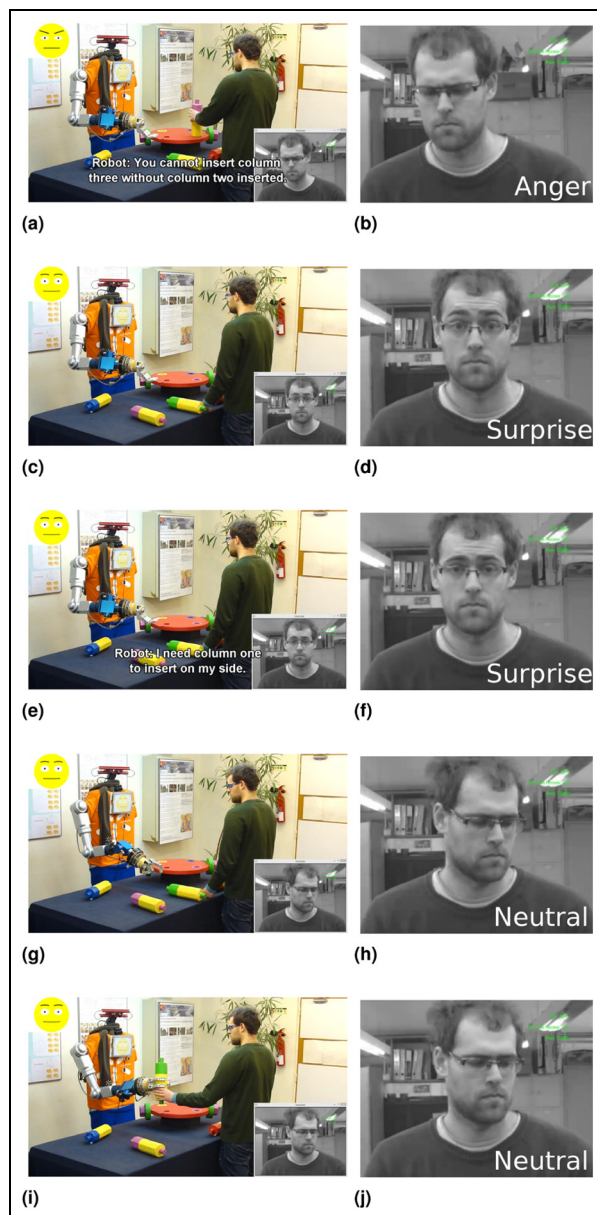 Robot: You cannot insert column
three without column two inserted.
Anger
(a)
(b)
Surprise
(c)
(d)
Robot: I need column one
to insert on my side.
Surprise
(e)
(f)
Neutral
(g)
(h)
Neutral
(i)
(j)